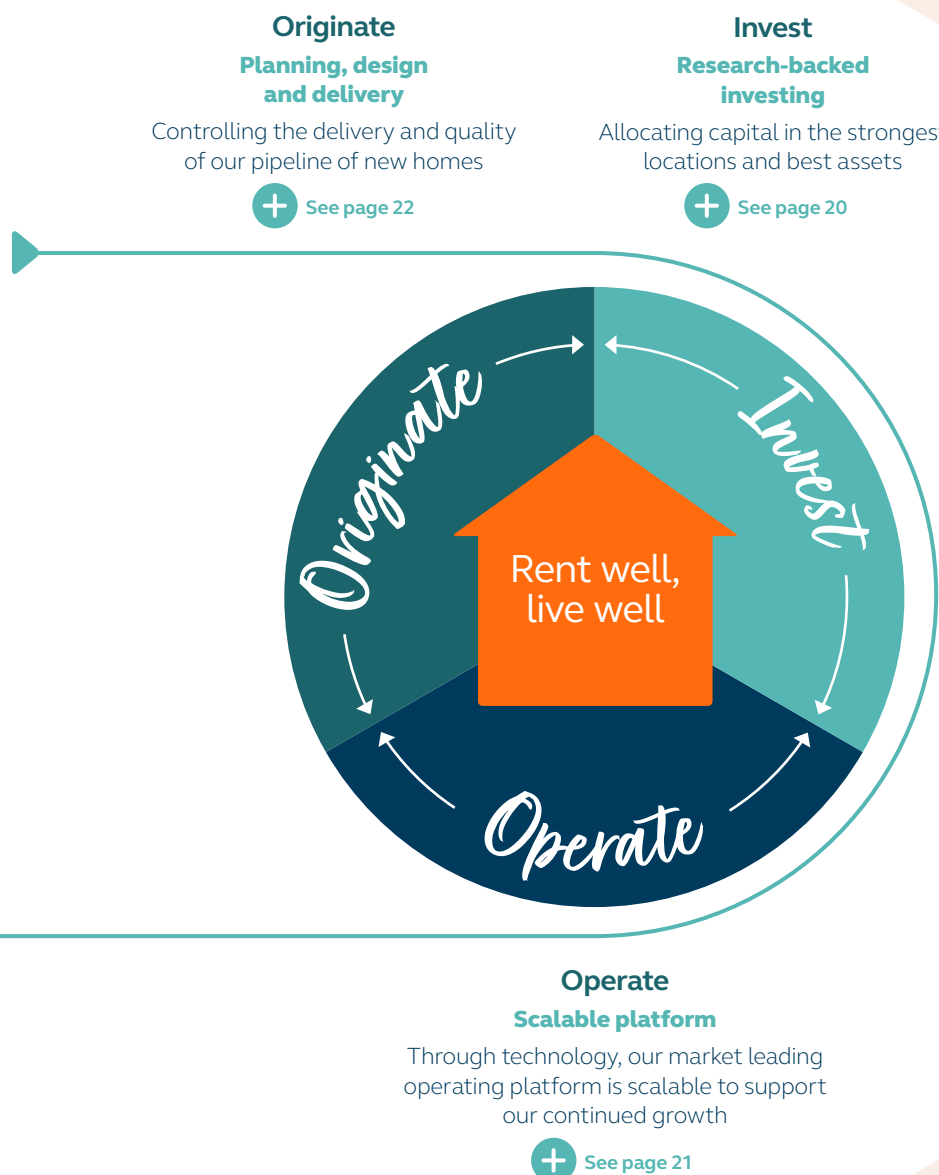 Originate
Planning, design
and delivery
Controlling the delivery and quality
of our pipeline of new homes
See page 22
Invest
Research-backed
investing
Allocating capital in the stronges
locations and best assets
See page 20
Originate
Invest
Rent well,
live well
Operate
Operate
Scalable platform
Through technology, our market leading
operating platform is scalable to support
our continued growth
See page 21